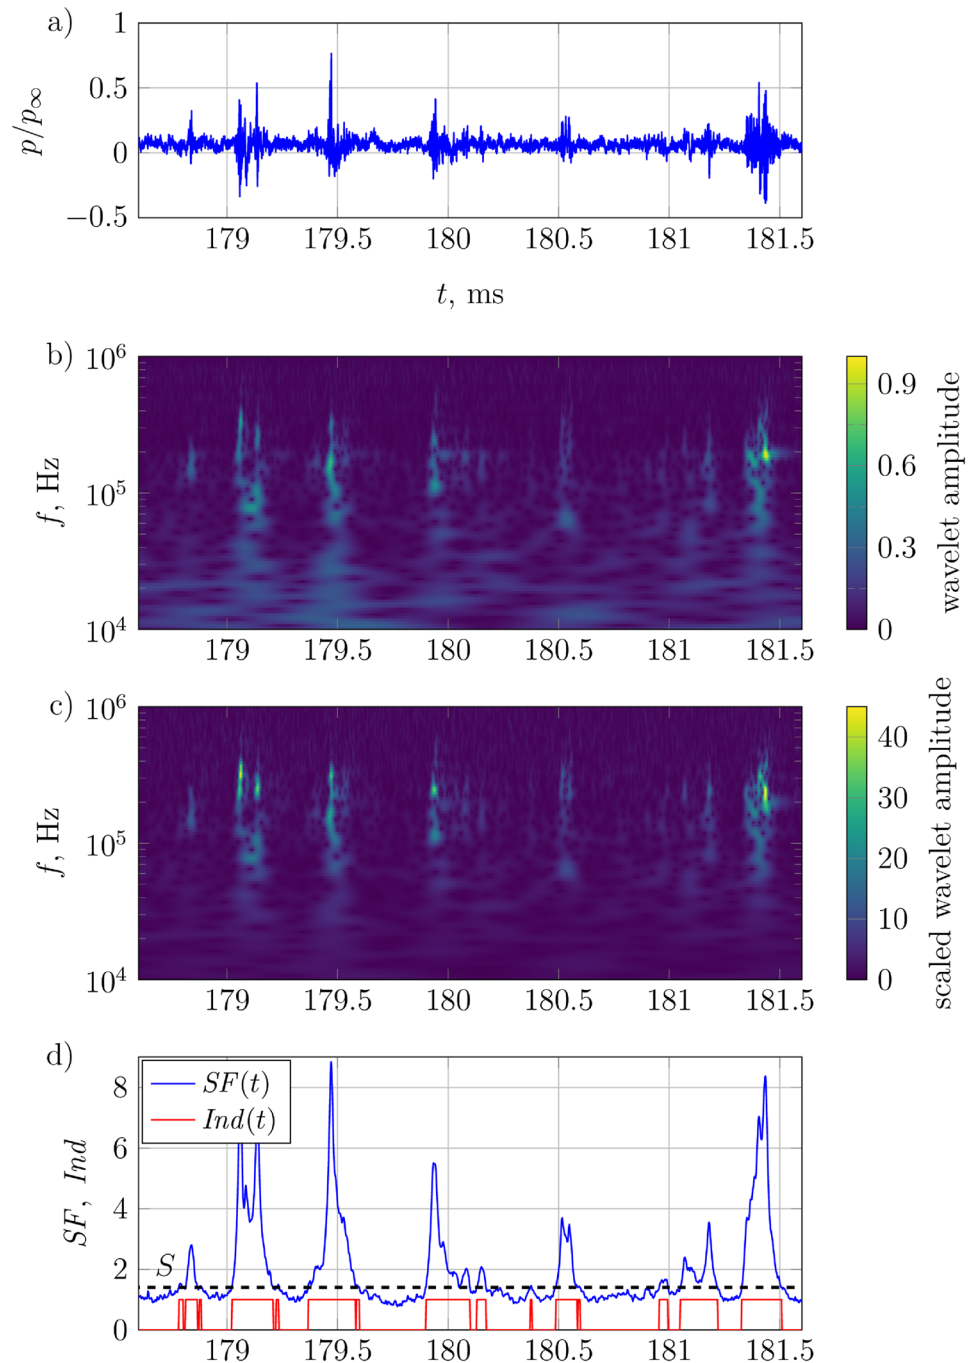 a)
1
0.5
0
−0.5
p/p∞
179 179.5 180 180.5 181 181.5
t, ms
b)
10⁶
10⁵
10⁴
f, Hz
179 179.5 180 180.5 181 181.5
0.9
0.6
0.3
0
wavelet amplitude
c)
10⁶
10⁵
10⁴
f, Hz
179 179.5 180 180.5 181 181.5
40
30
20
10
0
scaled wavelet amplitude
d)
8
6
4
2
0
SF, Ind
SF(t)
Ind(t)
S
179 179.5 180 180.5 181 181.5